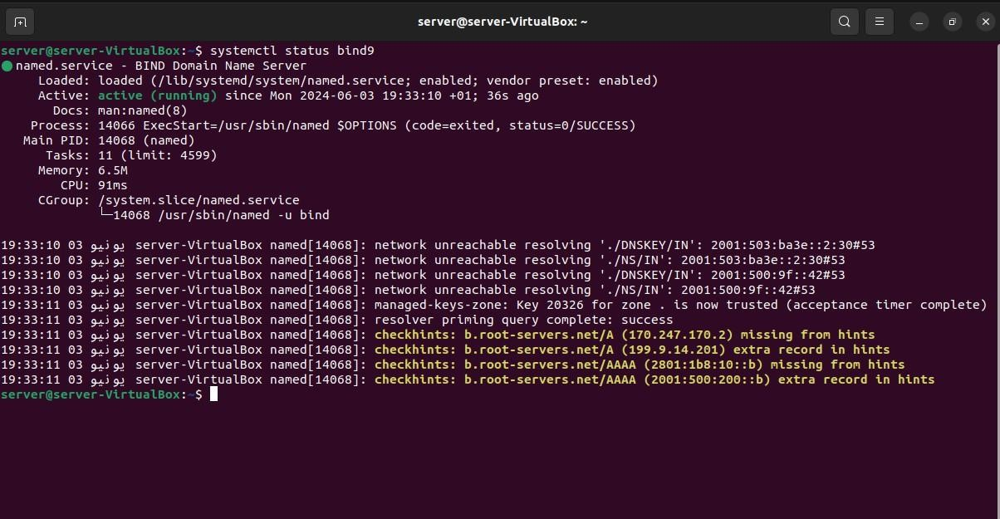 server@server-VirtualBox: ~
server@server-VirtualBox:~$ systemctl status bind9
● named.service - BIND Domain Name Server
     Loaded: loaded (/lib/systemd/system/named.service; enabled; vendor preset: enabled)
     Active: active (running) since Mon 2024-06-03 19:33:10 +01; 36s ago
       Docs: man:named(8)
    Process: 14066 ExecStart=/usr/sbin/named $OPTIONS (code=exited, status=0/SUCCESS)
   Main PID: 14068 (named)
      Tasks: 11 (limit: 4599)
     Memory: 6.5M
        CPU: 91ms
     CGroup: /system.slice/named.service
             └─14068 /usr/sbin/named -u bind
19:33:10 03 يونيو server-VirtualBox named[14068]: network unreachable resolving './DNSKEY/IN': 2001:503:ba3e::2:30#53
19:33:10 03 يونيو server-VirtualBox named[14068]: network unreachable resolving './NS/IN': 2001:503:ba3e::2:30#53
19:33:10 03 يونيو server-VirtualBox named[14068]: network unreachable resolving './DNSKEY/IN': 2001:500:9f::42#53
19:33:10 03 يونيو server-VirtualBox named[14068]: network unreachable resolving './NS/IN': 2001:500:9f::42#53
19:33:11 03 يونيو server-VirtualBox named[14068]: managed-keys-zone: Key 20326 for zone . is now trusted (acceptance timer complete)
19:33:11 03 يونيو server-VirtualBox named[14068]: resolver priming query complete: success
19:33:11 03 يونيو server-VirtualBox named[14068]: checkhints: b.root-servers.net/A (170.247.170.2) missing from hints
19:33:11 03 يونيو server-VirtualBox named[14068]: checkhints: b.root-servers.net/A (199.9.14.201) extra record in hints
19:33:11 03 يونيو server-VirtualBox named[14068]: checkhints: b.root-servers.net/AAAA (2801:1b8:10::b) missing from hints
19:33:11 03 يونيو server-VirtualBox named[14068]: checkhints: b.root-servers.net/AAAA (2001:500:200::b) extra record in hints
server@server-VirtualBox:~$